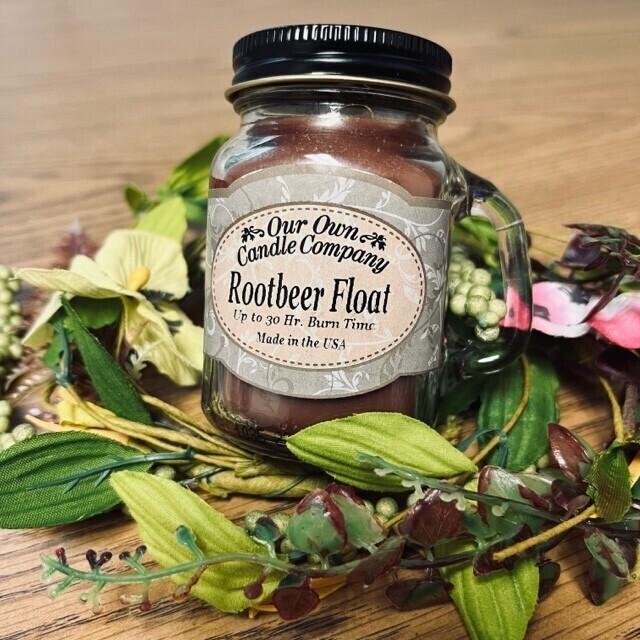 Our Own
Candle Company
Rootbeer Float
Up to 30 Hr. Burn Time
Made in the USA